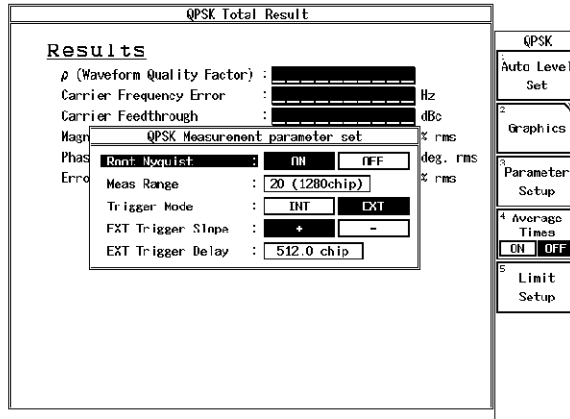 QPSK Total Result
Results
ρ (Waveform Quality Factor) :
Carrier Frequency Error : Hz
Carrier Feedthrough : dBc
Magn % rms
Phas deg. rms
Erro % rms
QPSK Measurement parameter set
Root Nyquist : ON OFF
Meas Range : 20 (1280chip)
Trigger Mode : INT EXT
EXT Trigger Slope : + -
EXT Trigger Delay : 512.0 chip
QPSK
Auto Level
Set
2
Graphics
3
Parameter
Setup
4 Average
Times
ON OFF
5
Limit
Setup